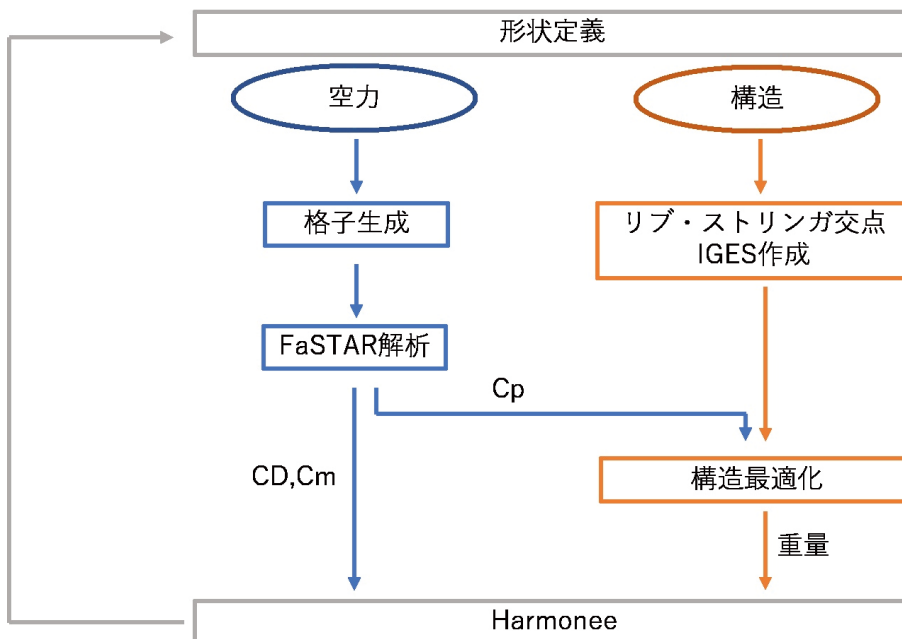 形状定義
空力
構造
格子生成
リブ・ストリンガ交点
IGES作成
FaSTAR解析
Cp
CD,Cm
構造最適化
重量
Harmonee